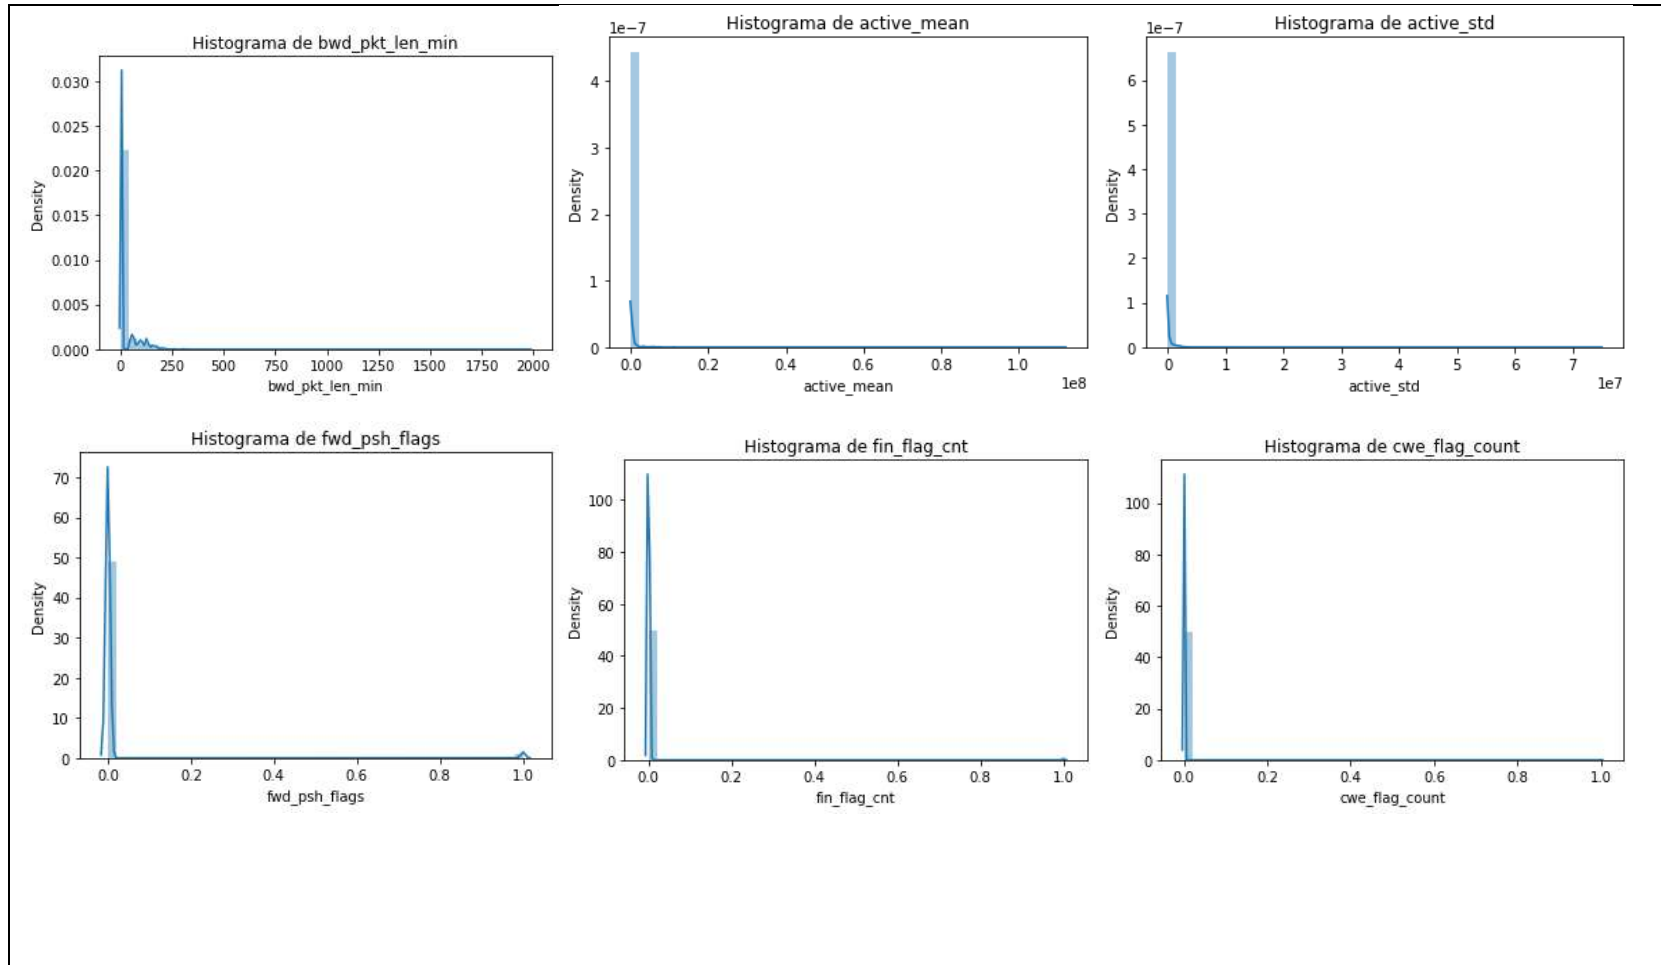 Histograma de bwd_pkt_len_min
Density
0.030
0.025
0.020
0.015
0.010
0.005
0.000
0 250 500 750 1000 1250 1500 1750 2000
bwd_pkt_len_min
Histograma de active_mean
1e−7
Density
4
3
2
1
0
0.0 0.2 0.4 0.6 0.8 1.0
1e8
active_mean
Histograma de active_std
1e−7
Density
6
5
4
3
2
1
0
0 1 2 3 4 5 6 7
1e7
active_std
Histograma de fwd_psh_flags
Density
70
60
50
40
30
20
10
0
0.0 0.2 0.4 0.6 0.8 1.0
fwd_psh_flags
Histograma de fin_flag_cnt
Density
100
80
60
40
20
0
0.0 0.2 0.4 0.6 0.8 1.0
fin_flag_cnt
Histograma de cwe_flag_count
Density
100
80
60
40
20
0
0.0 0.2 0.4 0.6 0.8 1.0
cwe_flag_count